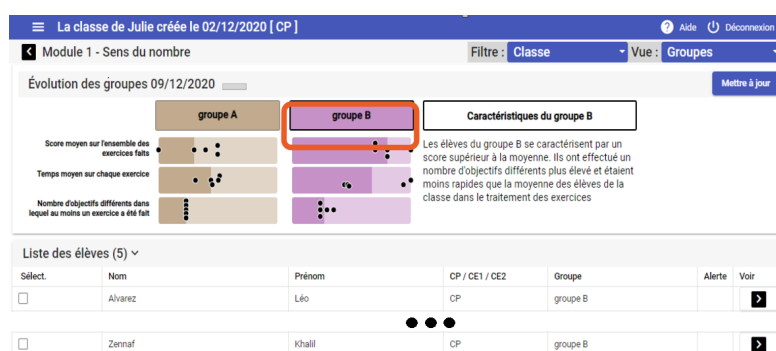 La classe de Julie créée le 02/12/2020 [ CP ]
Aide
Déconnexion
Module 1 - Sens du nombre
Filtre : Classe
Vue : Groupes
Évolution des groupes 09/12/2020
Mettre à jour
groupe A
groupe B
Caractéristiques du groupe B
Score moyen sur l'ensemble des
exercices faits
Temps moyen sur chaque exercice
Nombre d'objectifs différents dans
lequel au moins un exercice a été fait
Les élèves du groupe B se caractérisent par un
score supérieur à la moyenne. Ils ont effectué un
nombre d'objectifs différents plus élevé et étaient
moins rapides que la moyenne des élèves de la
classe dans le traitement des exercices
Liste des élèves (5)
Sélect. Nom Prénom CP / CE1 / CE2 Groupe Alerte Voir
Alvarez Léo CP groupe B
Zennaf Khalil CP groupe B